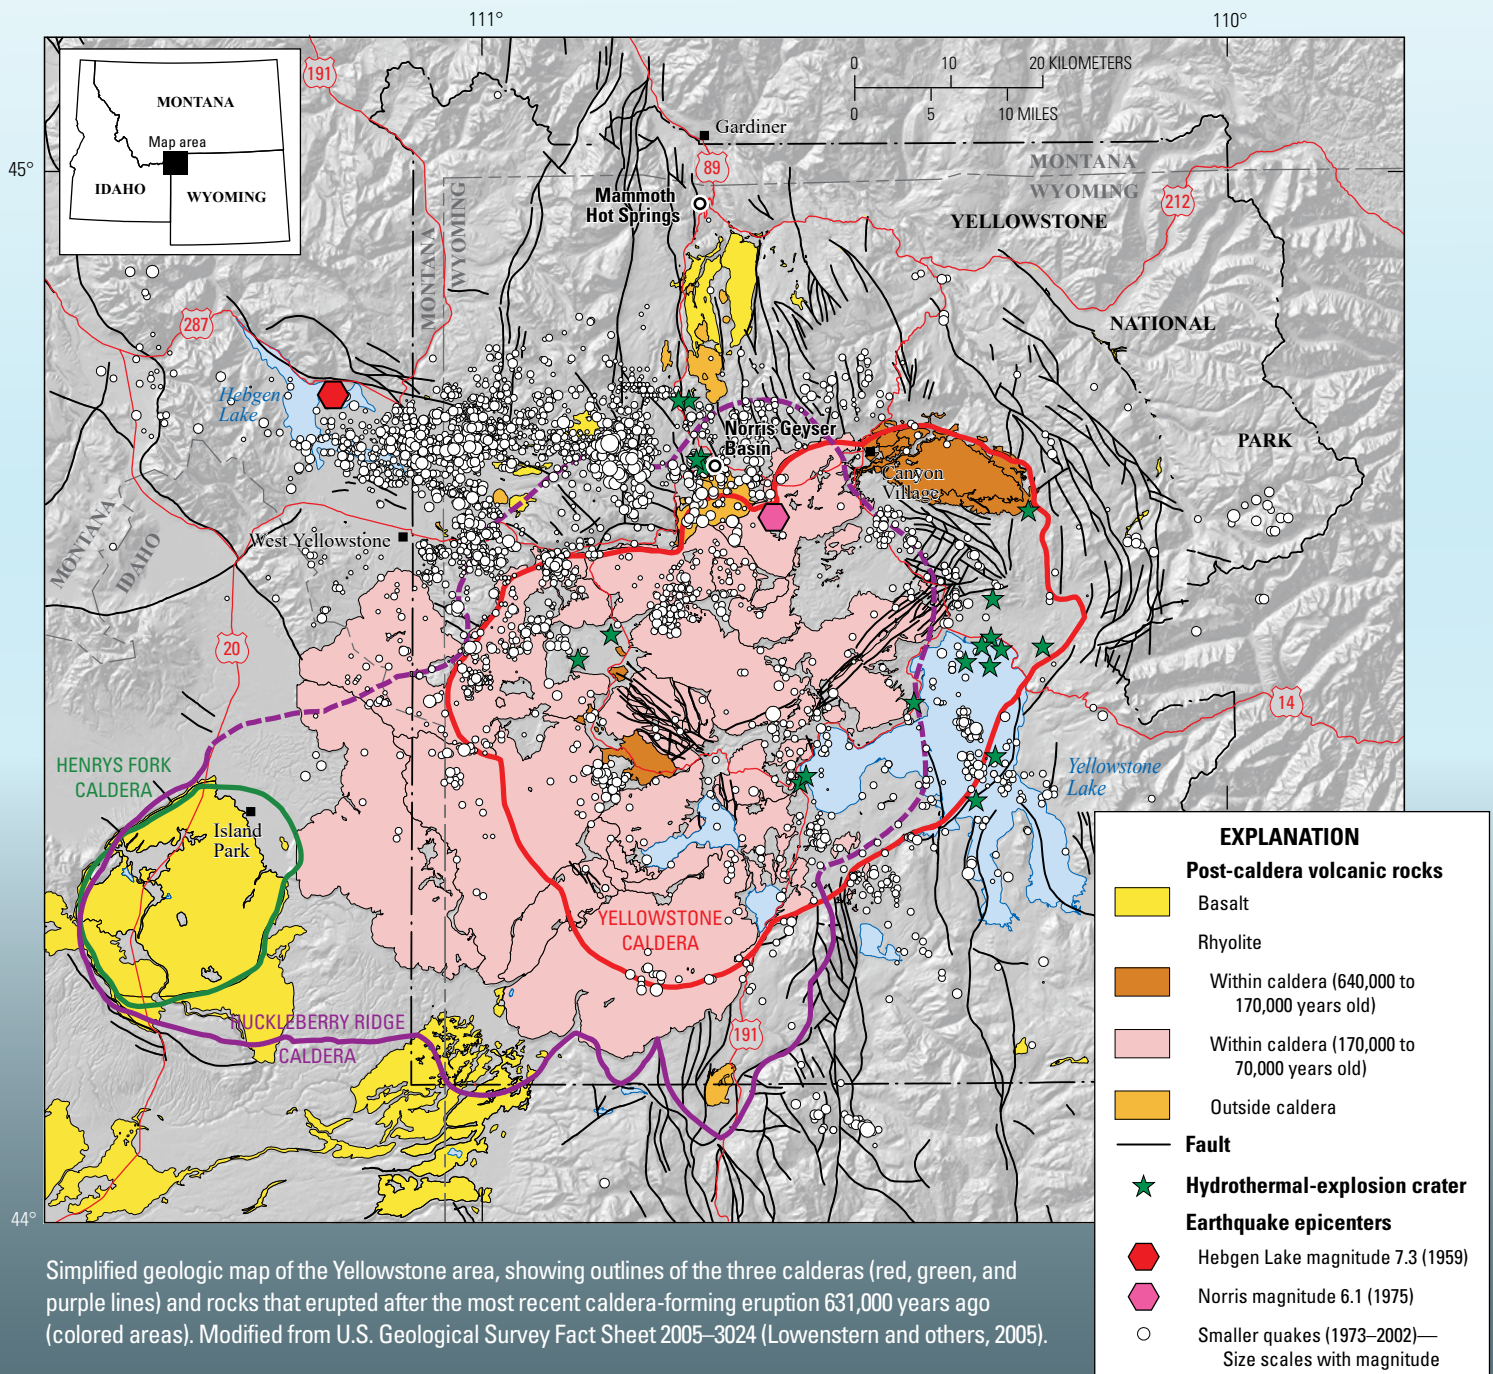 111°
110°
45°
44°
MONTANA
Map area
IDAHO
WYOMING
191
0 10 20 KILOMETERS
0 5 10 MILES
Gardiner
89
MONTANA
WYOMING
212
Mammoth
Hot Springs
YELLOWSTONE
MONTANA
WYOMING
287
NATIONAL
Hebgen
Lake
Norris Geyser
Basin
PARK
Canyon
Village
West Yellowstone
MONTANA
IDAHO
20
14
HENRYS FORK
CALDERA
Yellowstone
Lake
Island
Park
YELLOWSTONE
CALDERA
HUCKLEBERRY RIDGE
CALDERA
191
EXPLANATION
Post-caldera volcanic rocks
Basalt
Rhyolite
Within caldera (640,000 to
170,000 years old)
Within caldera (170,000 to
70,000 years old)
Outside caldera
Fault
Hydrothermal-explosion crater
Earthquake epicenters
Hebgen Lake magnitude 7.3 (1959)
Norris magnitude 6.1 (1975)
Smaller quakes (1973–2002)—
Size scales with magnitude
Simplified geologic map of the Yellowstone area, showing outlines of the three calderas (red, green, and
purple lines) and rocks that erupted after the most recent caldera-forming eruption 631,000 years ago
(colored areas). Modified from U.S. Geological Survey Fact Sheet 2005–3024 (Lowenstern and others, 2005).